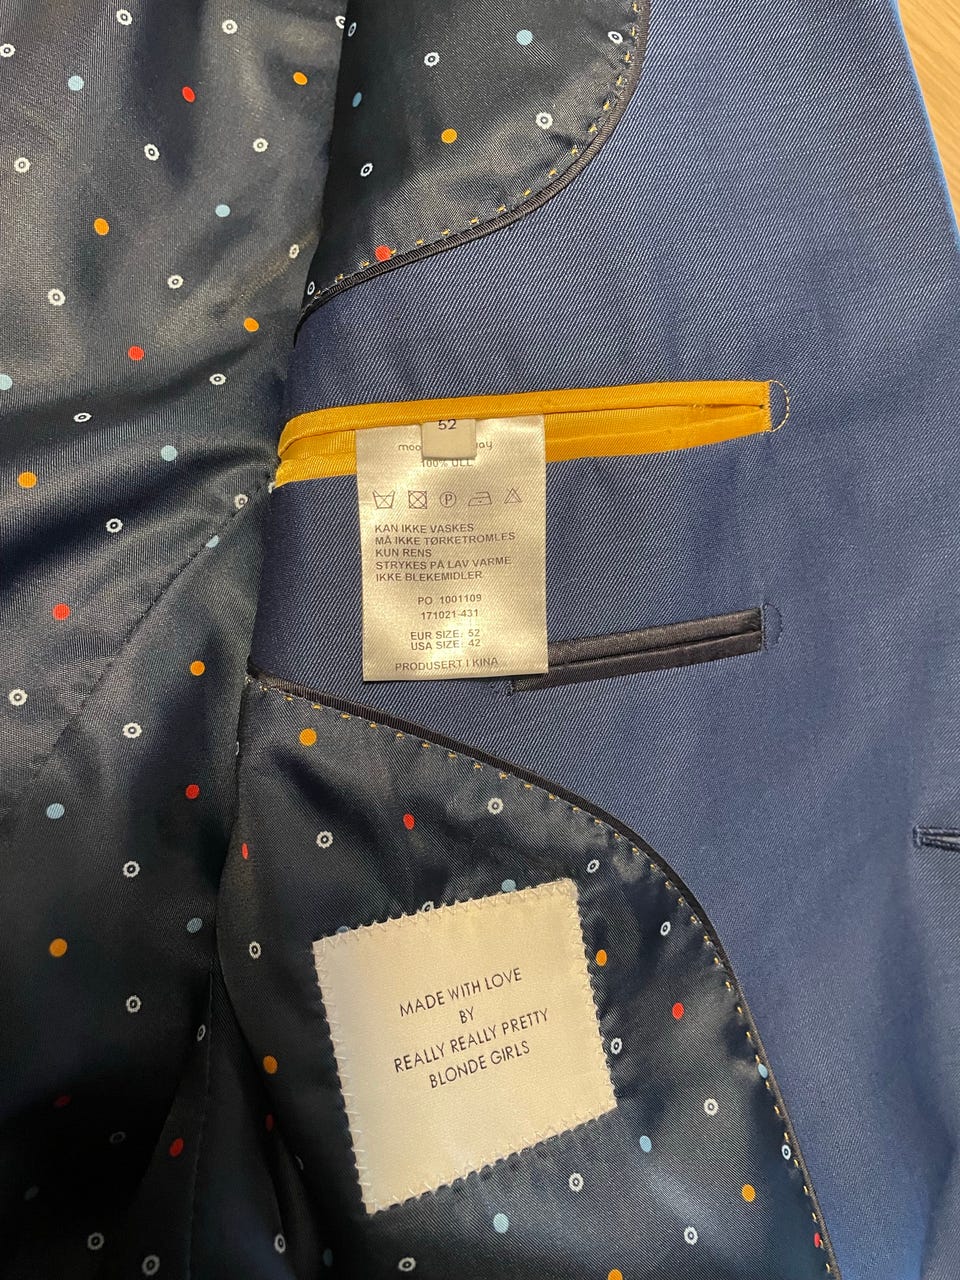 52
100% ULL
P
KAN IKKE VASKES
MÅ IKKE TØRKETROMLES
KUN RENS
STRYKES PÅ LAV VARME
IKKE BLEKEMIDLER
PO 1001109
171021-431
EUR SIZE: 52
USA SIZE: 42
PRODUSERT I KINA
MADE WITH LOVE
BY
REALLY REALLY PRETTY
BLONDE GIRLS